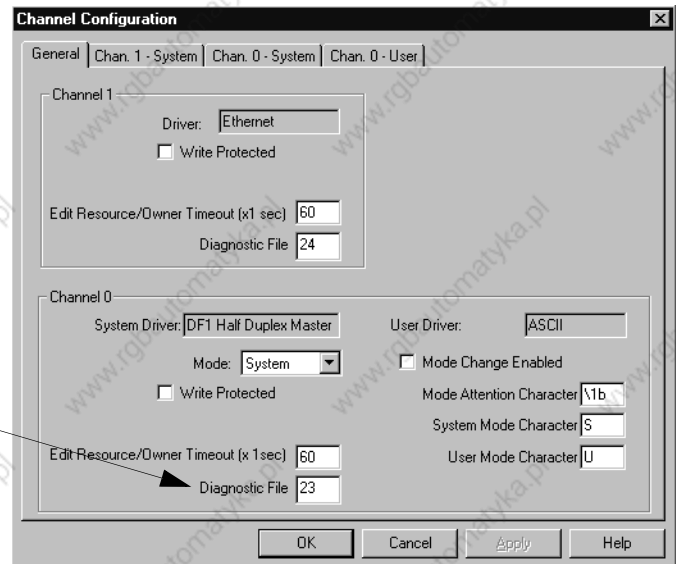 Channel Configuration
General
Chan. 1 - System
Chan. 0 - System
Chan. 0 - User
Channel 1
Driver: Ethernet
Write Protected
Edit Resource/Owner Timeout (x1 sec) 60
Diagnostic File 24
Channel 0
System Driver: DF1 Half Duplex Master
Mode: System
Write Protected
Edit Resource/Owner Timeout (x 1sec) 60
Diagnostic File 23
User Driver: ASCII
Mode Change Enabled
Mode Attention Character \1b
System Mode Character S
User Mode Character U
OK
Cancel
Apply
Help
www.rgbautomatyka.pl